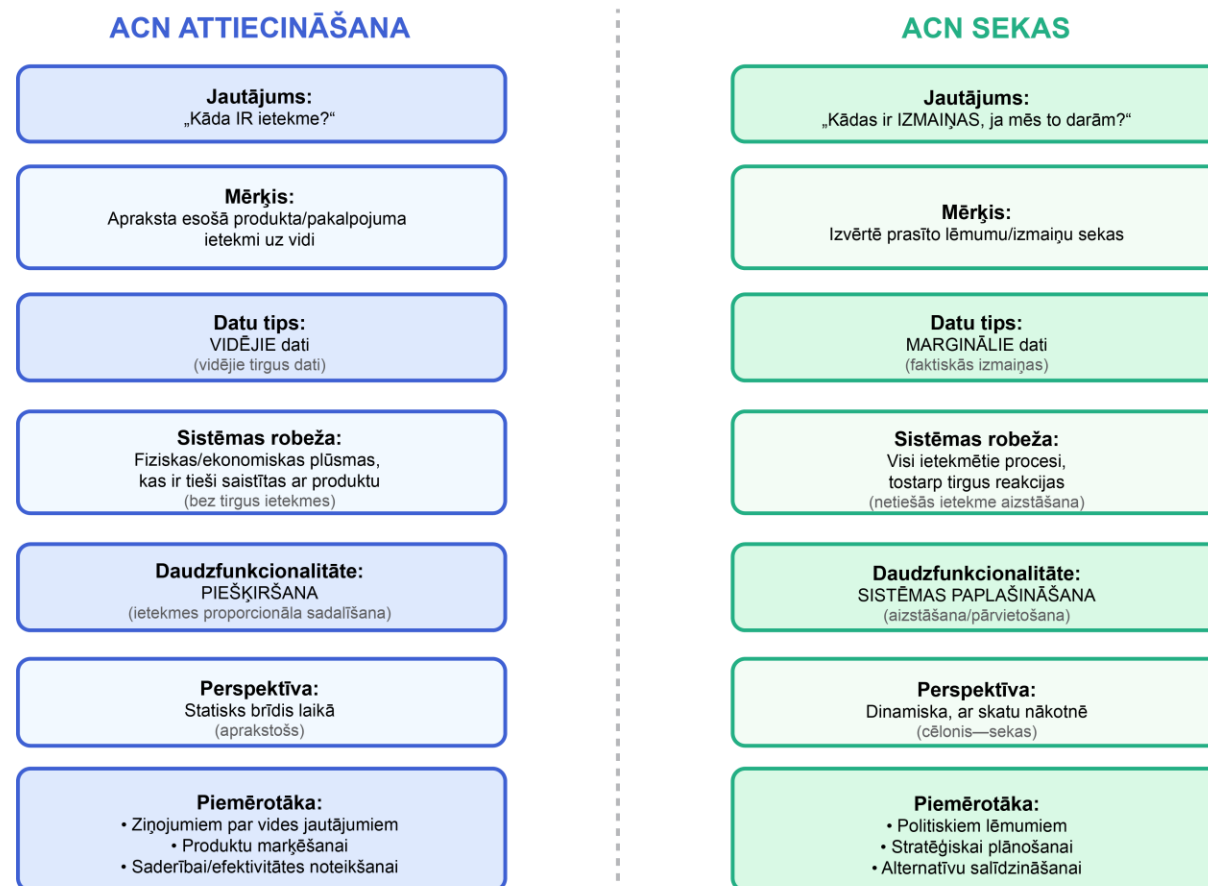 ACN ATTIECINĀŠANA
Jautājums:
„Kāda IR ietekme?“
Mērķis:
Apraksta esošā produkta/pakalpojuma
ietekmi uz vidi
Datu tips:
VIDĒJIE dati
(vidējie tirgus dati)
Sistēmas robeža:
Fiziskas/ekonomiskas plūsmas,
kas ir tieši saistītas ar produktu
(bez tirgus ietekmes)
Daudzfunkcionalitāte:
PIEŠĶIRŠANA
(ietekmes proporcionāla sadalīšana)
Perspektīva:
Statisks brīdis laikā
(aprakstošs)
Piemērotāka:
• Ziņojumiem par vides jautājumiem
• Produktu marķēšanai
• Saderībai/efektivitātes noteikšanai
ACN SEKAS
Jautājums:
„Kādas ir IZMAIŅAS, ja mēs to darām?“
Mērķis:
Izvērtē prasīto lēmumu/izmaiņu sekas
Datu tips:
MARGINĀLIE dati
(faktiskās izmaiņas)
Sistēmas robeža:
Visi ietekmētie procesi,
tostarp tirgus reakcijas
(netiešās ietekme aizstāšana)
Daudzfunkcionalitāte:
SISTĒMAS PAPLAŠINĀŠANA
(aizstāšana/pārvietošana)
Perspektīva:
Dinamiska, ar skatu nākotnē
(cēlonis—sekas)
Piemērotāka:
• Politiskiem lēmumiem
• Stratēģiskai plānošanai
• Alternatīvu salīdzināšanai